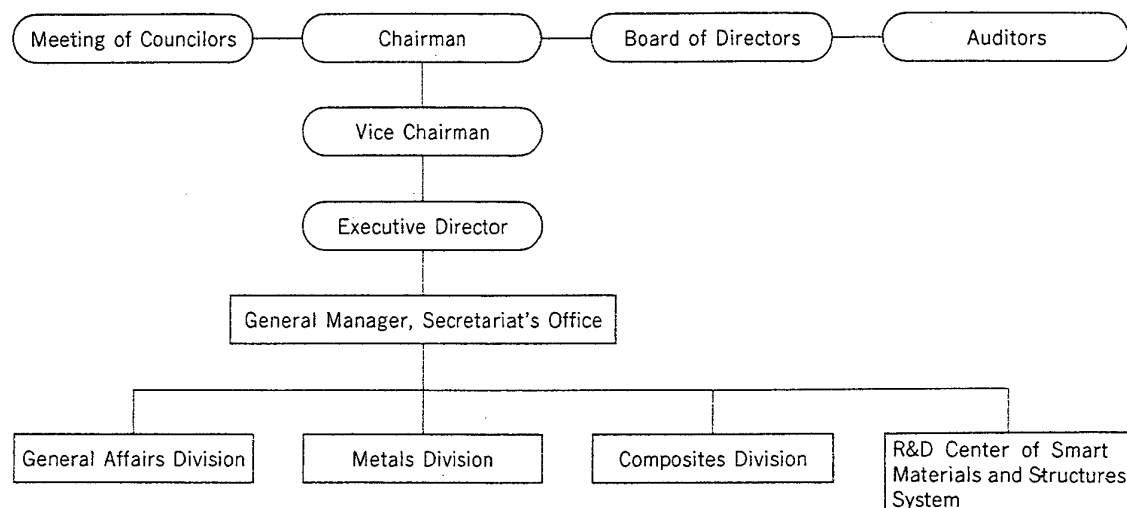 Meeting of Councilors
Chairman
Board of Directors
Auditors
Vice Chairman
Executive Director
General Manager, Secretariat's Office
General Affairs Division
Metals Division
Composites Division
R&D Center of Smart
Materials and Structures
System